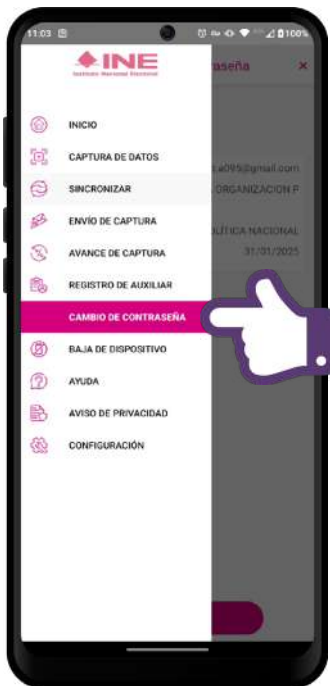 11:03
100%
INE
Instituto Nacional Electoral
aseña ×
INICIO
CAPTURA DE DATOS
a095@gmail.com
SINCRONIZAR
ORGANIZACION P
ENVÍO DE CAPTURA
LÍTICA NACIONAL
AVANCE DE CAPTURA
31/01/2025
REGISTRO DE AUXILIAR
CAMBIO DE CONTRASEÑA
BAJA DE DISPOSITIVO
AYUDA
AVISO DE PRIVACIDAD
CONFIGURACIÓN